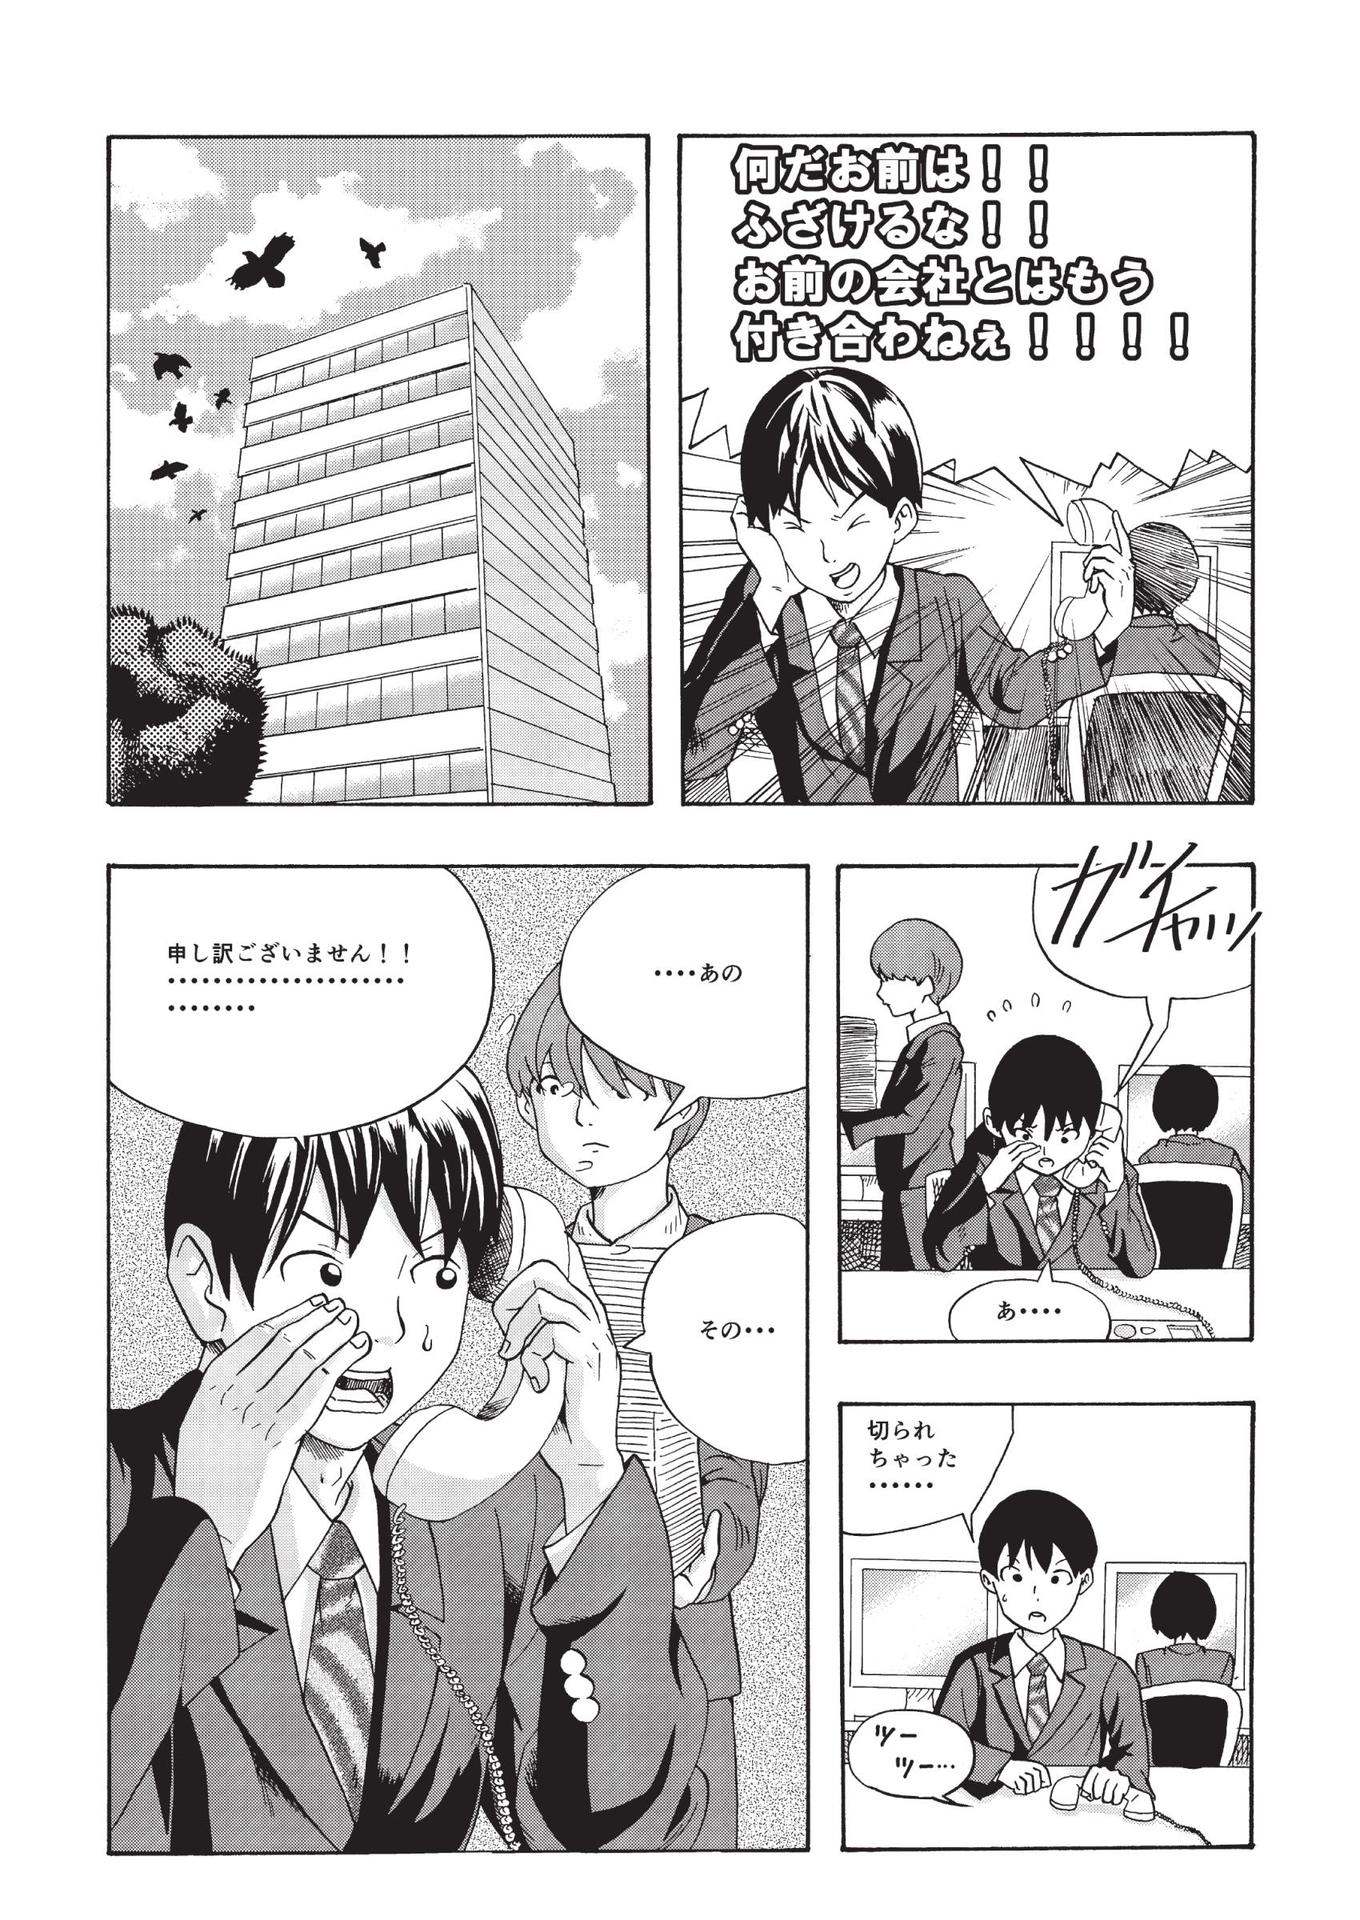 何だお前は！！
ふざけるな！！
お前の会社とはもう
付き合わねぇ！！！！
申し訳ございません！！
・・・・・・・・・・・・・・・・・・・・・
・・・・・・・・
・・・・あの
その・・・
ガチャッ
あ・・・・
切られ
ちゃった
・・・・・・
ツー
ツー…